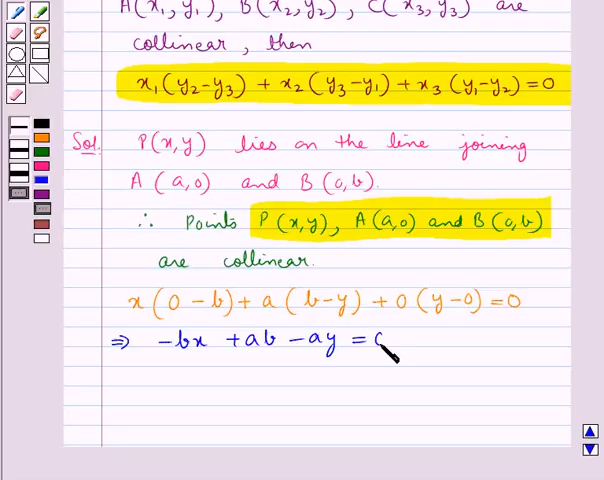 A(x₁, y₁), B(x₂, y₂), C(x₃, y₃) are
collinear, then
x₁(y₂-y₃) + x₂(y₃-y₁) + x₃(y₁-y₂) = 0
Sol. P(x,y) lies on the line joining
A (a,0) and B (0,b).
∴ Points P(x,y), A(a,0) and B(0,b)
are collinear.
x(0-b) + a(b-y) + 0(y-0) = 0
⇒ -bx + ab - ay =